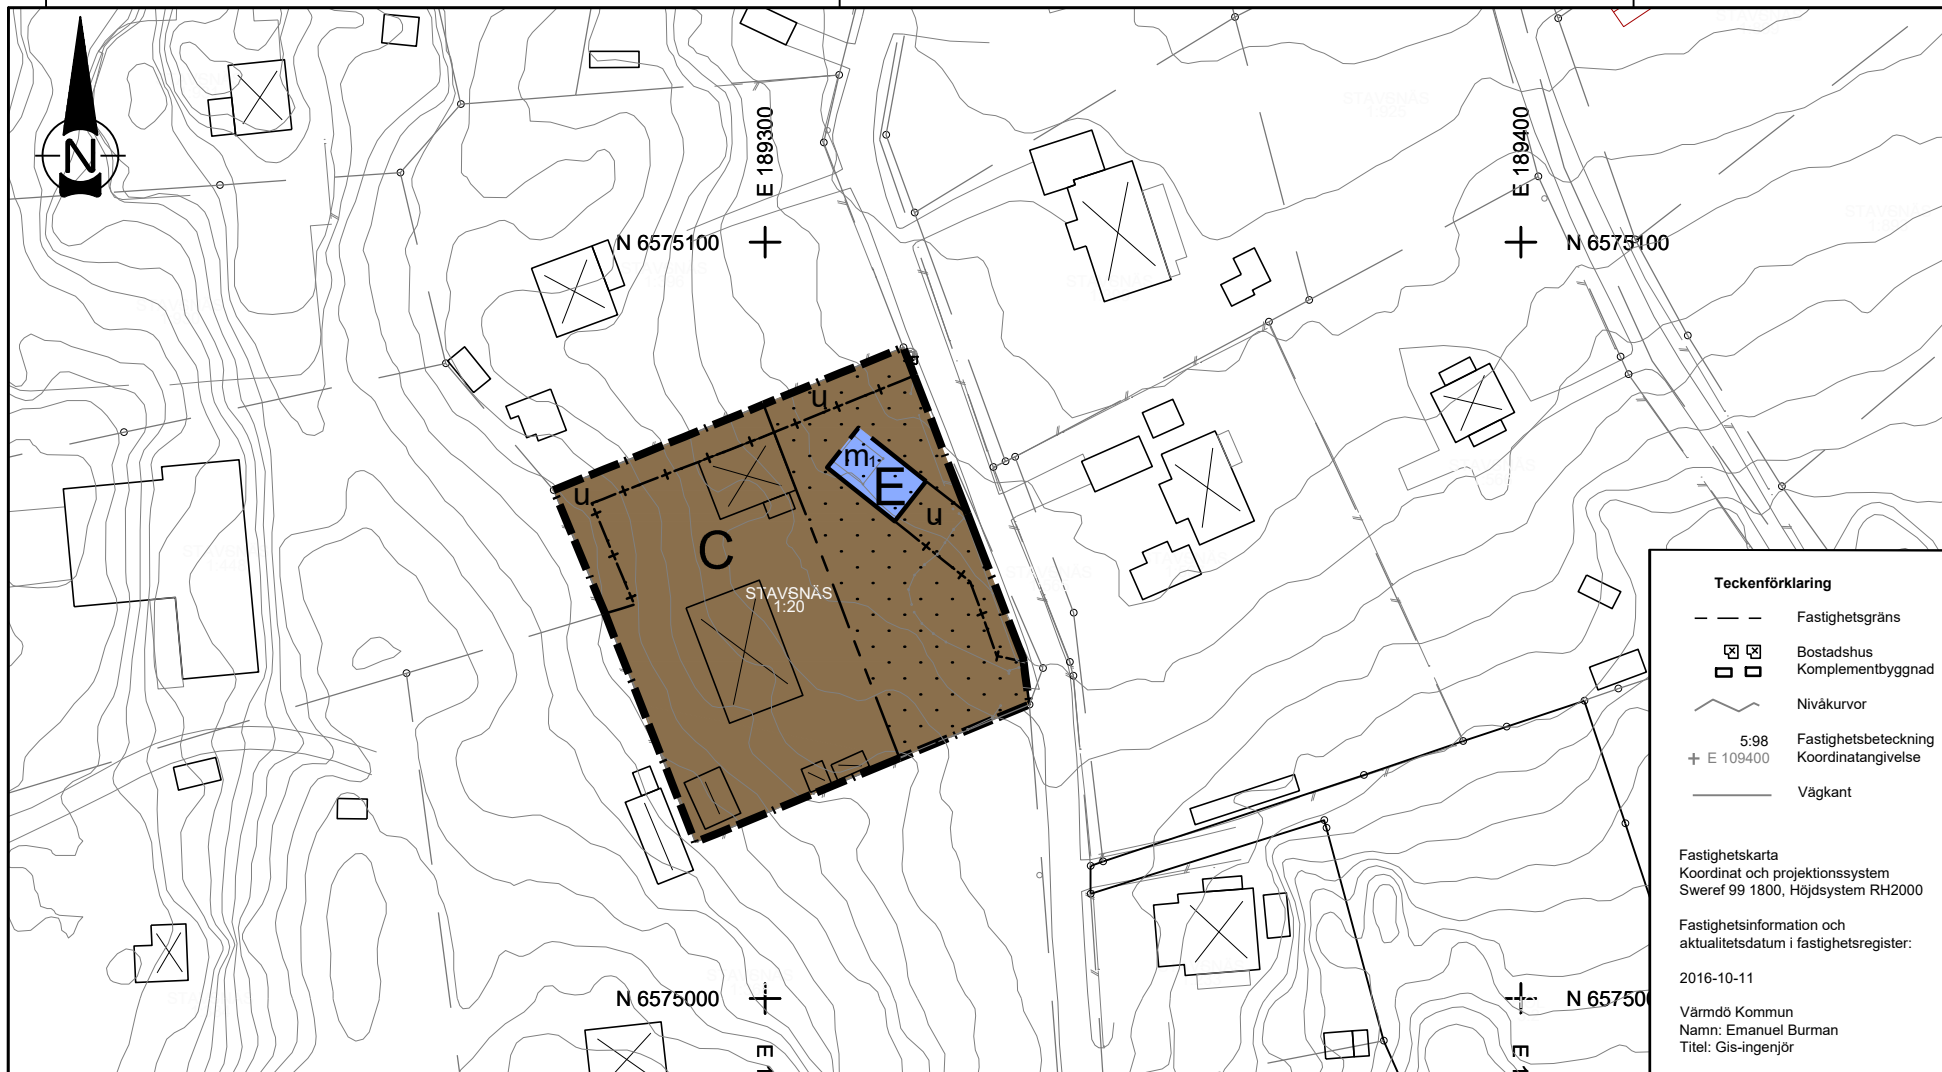 N
E 189300
E 189400
N 6575100
N 6575100
u
m1
E
u
u
C
STAVSNÄS
1:20
N 6575000
Teckenförklaring
Fastighetsgräns
Bostadshus
Komplementbyggnad
Nivåkurvor
5:98 Fastighetsbeteckning
E 109400 Koordinatangivelse
Vägkant
Fastighetskarta
Koordinat och projektionssystem
Sweref 99 1800, Höjdsystem RH2000
Fastighetsinformation och
aktualitetsdatum i fastighetsregister:
2016-10-11
Värmdö Kommun
Namn: Emanuel Burman
Titel: Gis-ingenjör